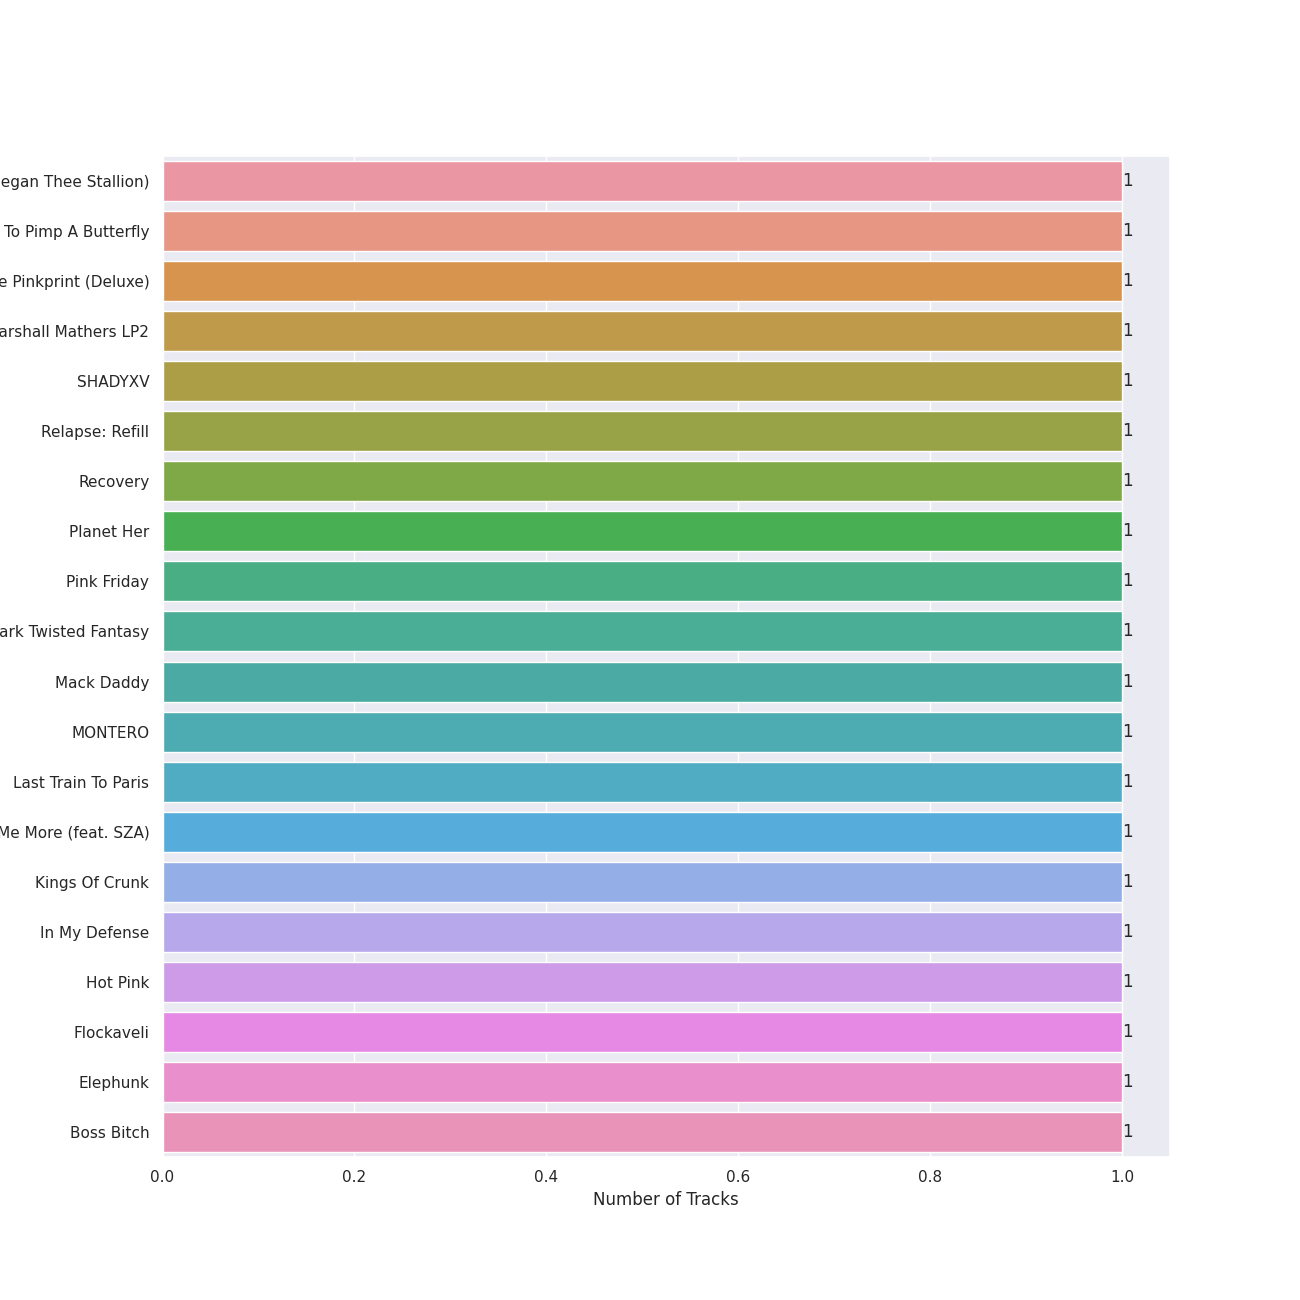 egan Thee Stallion) 1
To Pimp A Butterfly 1
e Pinkprint (Deluxe) 1
arshall Mathers LP2 1
SHADYXV 1
Relapse: Refill 1
Recovery 1
Planet Her 1
Pink Friday 1
ark Twisted Fantasy 1
Mack Daddy 1
MONTERO 1
Last Train To Paris 1
Me More (feat. SZA) 1
Kings Of Crunk 1
In My Defense 1
Hot Pink 1
Flockaveli 1
Elephunk 1
Boss Bitch 1
0.0 0.2 0.4 0.6 0.8 1.0
Number of Tracks